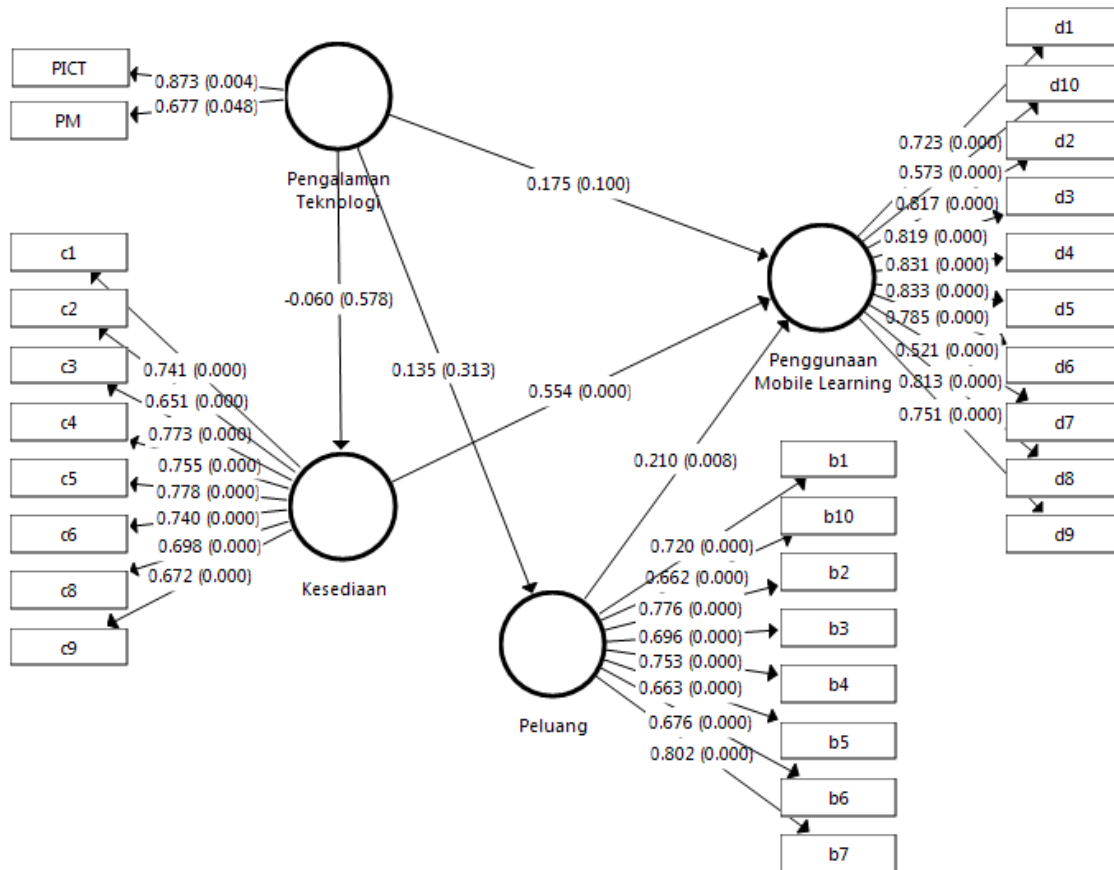 PICT
PM
0.873 (0.004)
0.677 (0.048)
Pengalaman
Teknologi
0.175 (0.100)
-0.060 (0.578)
0.135 (0.313)
c1
c2
c3
c4
c5
c6
c8
c9
0.741 (0.000)
0.651 (0.000)
0.773 (0.000)
0.755 (0.000)
0.778 (0.000)
0.740 (0.000)
0.698 (0.000)
0.672 (0.000)
Kesediaan
0.554 (0.000)
0.210 (0.008)
Penggunaan
Mobile Learning
0.723 (0.000)
0.573 (0.000)
0.817 (0.000)
0.819 (0.000)
0.831 (0.000)
0.833 (0.000)
0.785 (0.000)
0.521 (0.000)
0.813 (0.000)
0.751 (0.000)
d1
d10
d2
d3
d4
d5
d6
d7
d8
d9
Peluang
0.720 (0.000)
0.662 (0.000)
0.776 (0.000)
0.696 (0.000)
0.753 (0.000)
0.663 (0.000)
0.676 (0.000)
0.802 (0.000)
b1
b10
b2
b3
b4
b5
b6
b7